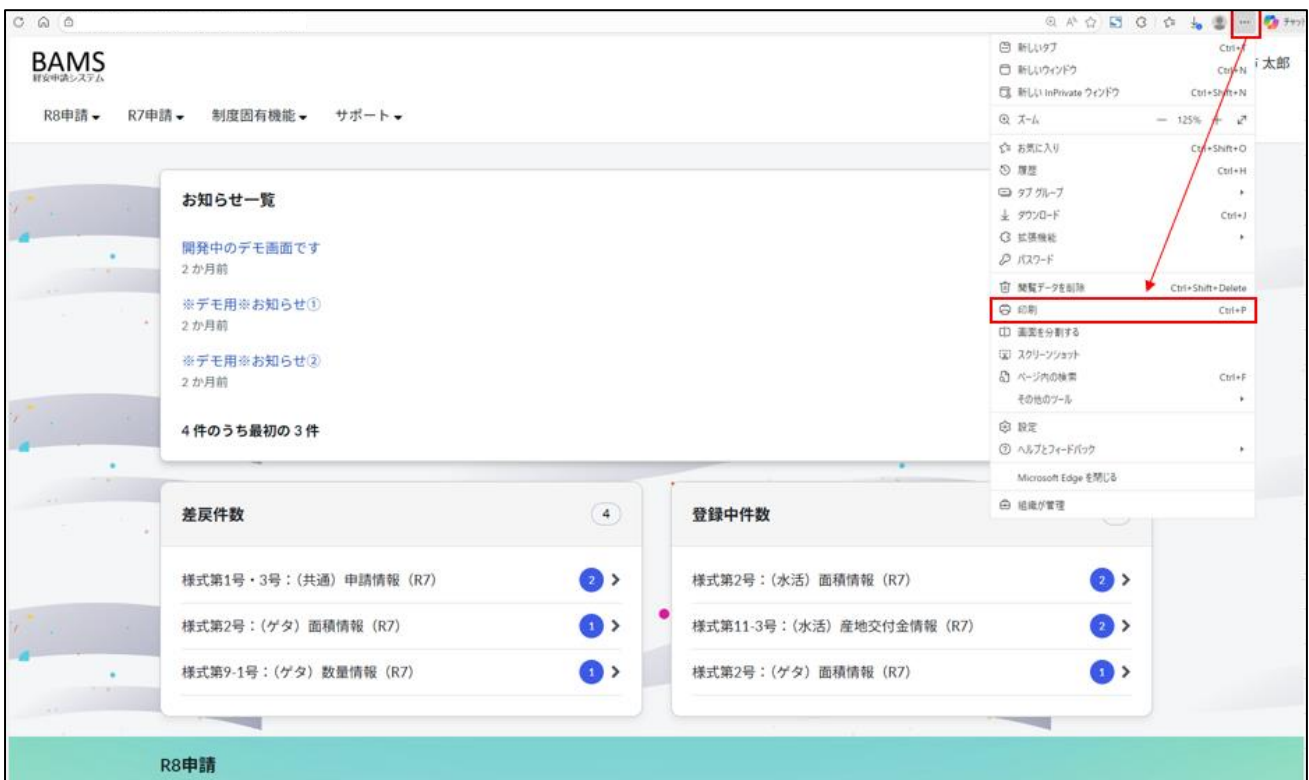 チャット
BAMS
経安申請システム
太郎
R8申請 R7申請 制度固有機能 サポート
新しいタブ Ctrl+T
新しいウィンドウ Ctrl+N
新しい InPrivate ウィンドウ Ctrl+Shift+N
ズーム 125%
お気に入り Ctrl+Shift+O
履歴 Ctrl+H
タブ グループ
ダウンロード Ctrl+J
拡張機能
パスワード
閲覧データを削除 Ctrl+Shift+Delete
印刷 Ctrl+P
画面を分割する
スクリーンショット
ページ内の検索 Ctrl+F
その他のツール
設定
ヘルプとフィードバック
Microsoft Edge を閉じる
組織が管理
お知らせ一覧
開発中のデモ画面です
2 か月前
※デモ用※お知らせ①
2 か月前
※デモ用※お知らせ②
2 か月前
4 件のうち最初の 3 件
差戻件数 4
様式第1号・3号：（共通）申請情報（R7） 2
様式第2号：（ゲタ）面積情報（R7） 1
様式第9-1号：（ゲタ）数量情報（R7） 1
登録中件数
様式第2号：（水活）面積情報（R7） 2
様式第11-3号：（水活）産地交付金情報（R7） 2
様式第2号：（ゲタ）面積情報（R7） 1
R8申請